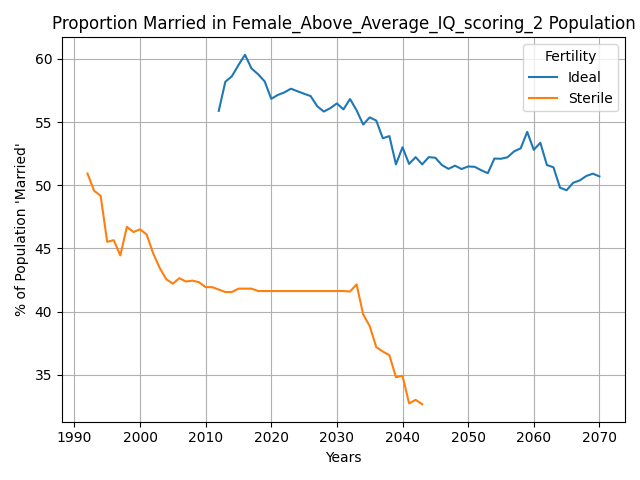 Proportion Married in Female_Above_Average_IQ_scoring_2 Population
Fertility
Ideal
Sterile
% of Population 'Married'
60
55
50
45
40
35
1990
2000
2010
2020
2030
2040
2050
2060
2070
Years